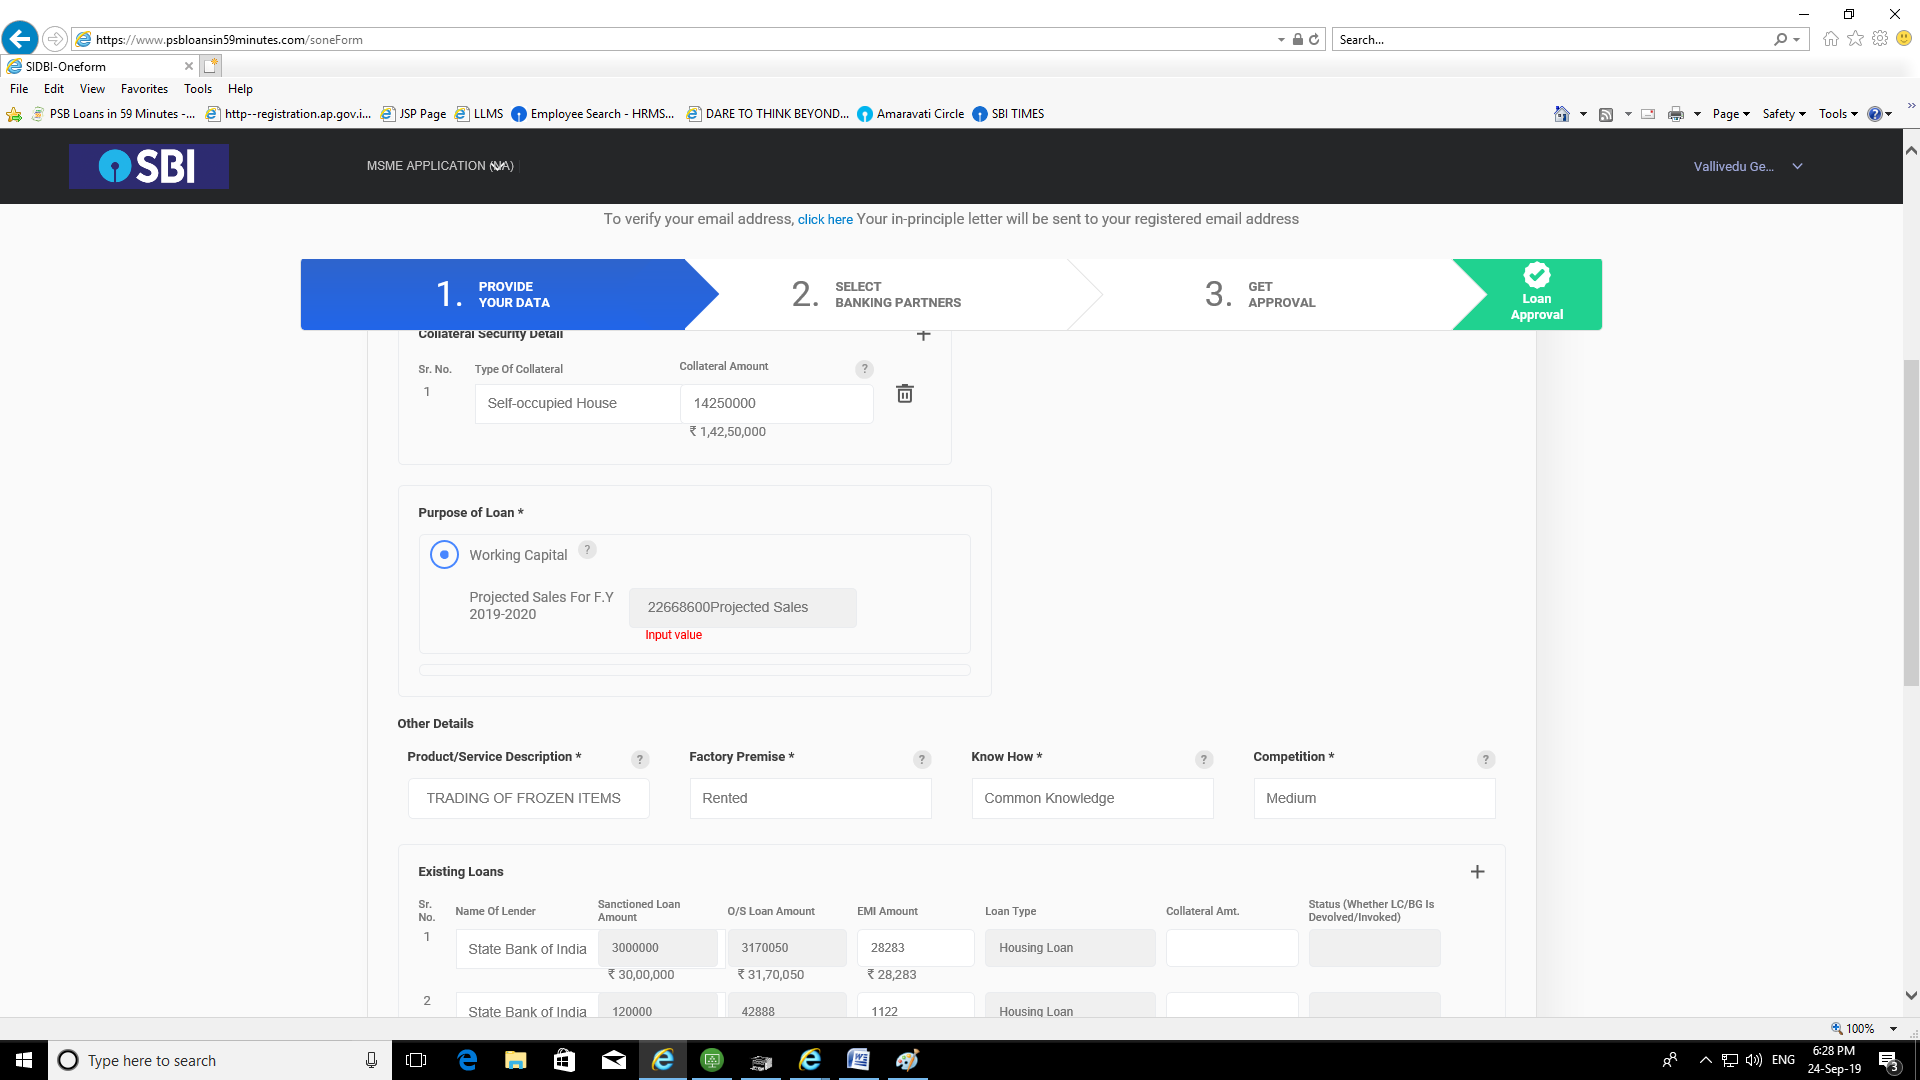 https://www.psbloansin59minutes.com/soneForm
Search...
SIDBI-Oneform
File Edit View Favorites Tools Help
PSB Loans in 59 Minutes -... http--registration.ap.gov.i... JSP Page LLMS Employee Search - HRMS... DARE TO THINK BEYOND... Amaravati Circle SBI TIMES Page Safety Tools
SBI
MSME APPLICATION (NA)
Vallivedu Ge...
To verify your email address, click here Your in-principle letter will be sent to your registered email address
1. PROVIDE YOUR DATA
2. SELECT BANKING PARTNERS
3. GET APPROVAL
Loan Approval
Collateral Security Detail +
Sr. No. Type Of Collateral Collateral Amount ?
1 Self-occupied House 14250000
₹ 1,42,50,000
Purpose of Loan *
Working Capital ?
Projected Sales For F.Y 2019-2020
22668600Projected Sales
Input value
Other Details
Product/Service Description * ? Factory Premise * ? Know How * ? Competition * ?
TRADING OF FROZEN ITEMS Rented Common Knowledge Medium
Existing Loans +
Sr. No. Name Of Lender Sanctioned Loan Amount O/S Loan Amount EMI Amount Loan Type Collateral Amt. Status (Whether LC/BG Is Devolved/Invoked)
1 State Bank of India 3000000 3170050 28283 Housing Loan
₹ 30,00,000 ₹ 31,70,050 ₹ 28,283
2 State Bank of India 120000 42888 1122 Housing Loan
100%
Type here to search
ENG
6:28 PM
24-Sep-19
3